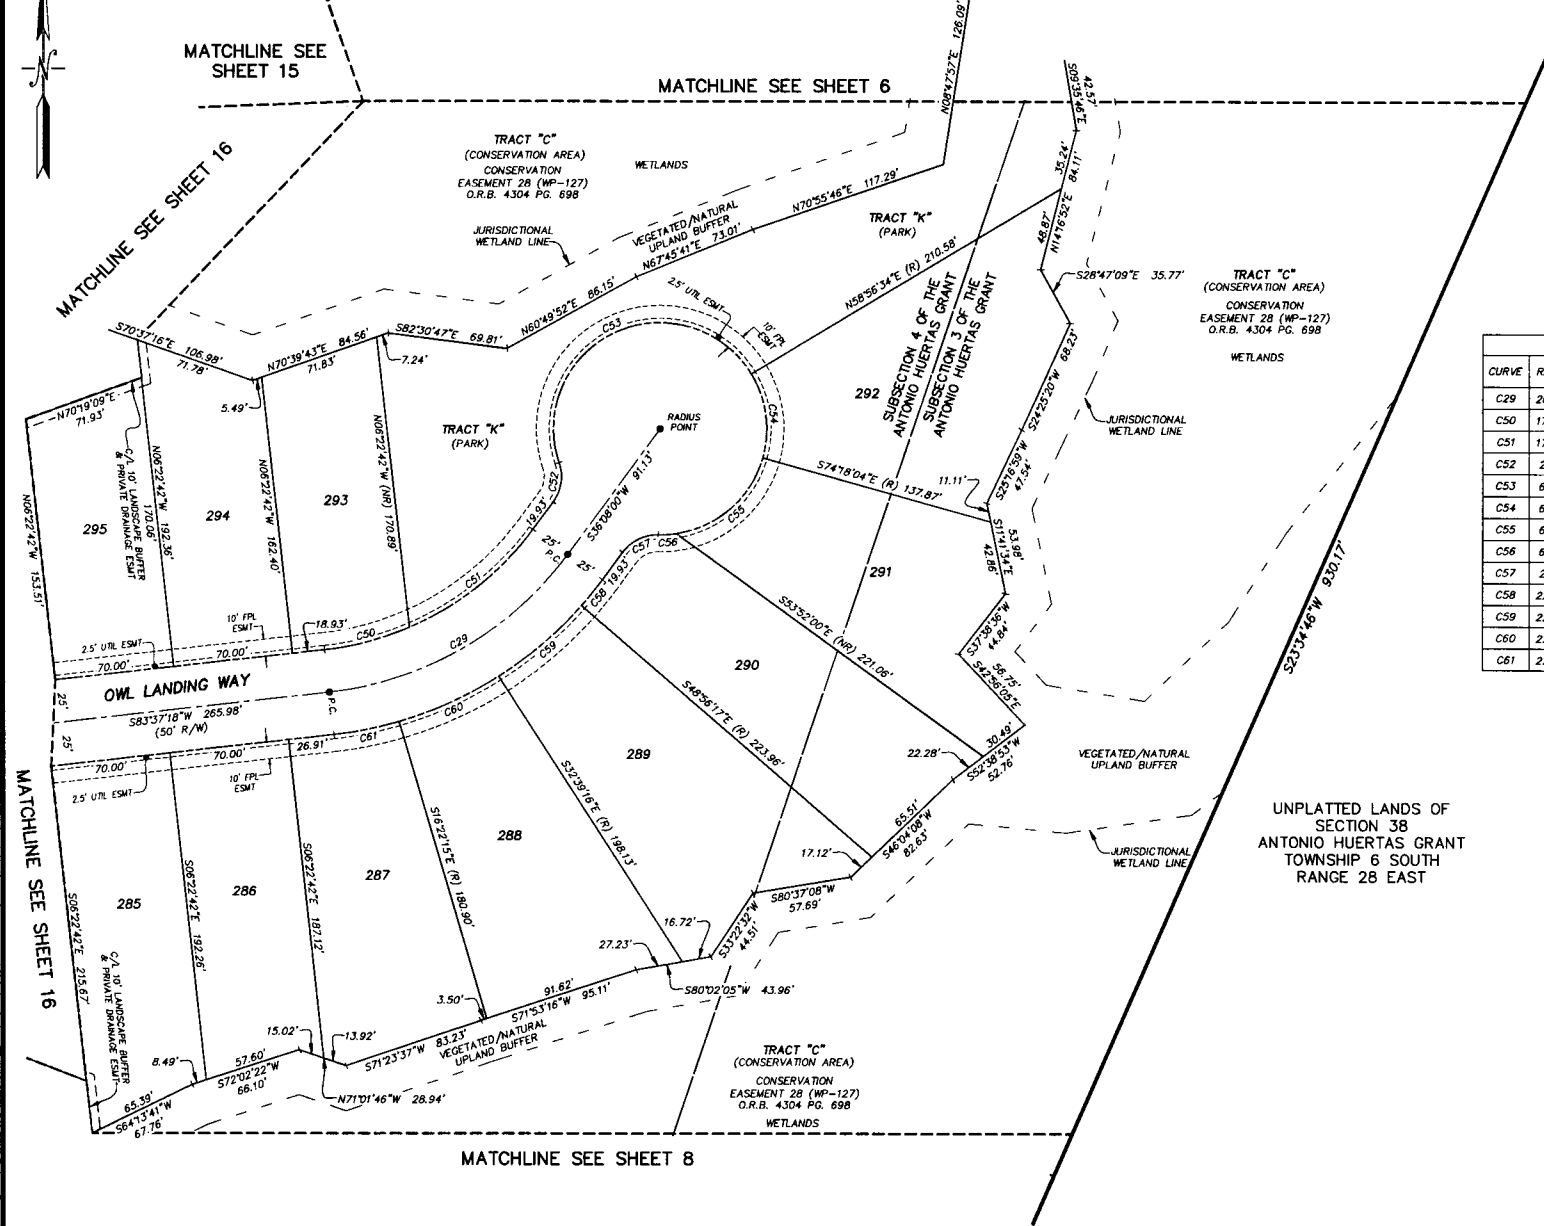 N
MATCHLINE SEE
SHEET 15
MATCHLINE SEE SHEET 6
MATCHLINE SEE SHEET 16
N08°47'57"E 126.09'
42.57'
S09°35'46"E
35.24'
N14°16'52"E 84.11'
48.87'
TRACT "C"
(CONSERVATION AREA)
CONSERVATION
EASEMENT 28 (WP-127)
O.R.B. 4304 PG. 698
WETLANDS
JURISDICTIONAL
WETLAND LINE
VEGETATED/NATURAL
UPLAND BUFFER
N67°45'41"E 73.01'
N70°55'46"E 117.29'
TRACT "K"
(PARK)
N58°56'34"E (R) 210.58'
S28°47'09"E 35.77'
TRACT "C"
(CONSERVATION AREA)
CONSERVATION
EASEMENT 28 (WP-127)
O.R.B. 4304 PG. 698
WETLANDS
S70°37'16"E 106.98'
71.78'
N70°39'43"E 84.56'
71.83'
5.49'
S82°30'47"E 69.81'
7.24'
N60°49'52"E 86.15'
2.5' UTIL ESMT
10' FPL
ESMT
C53
C54
SUBSECTION 4 OF THE
ANTONIO HUERTAS GRANT
SUBSECTION 3 OF THE
ANTONIO HUERTAS GRANT
292
S24°25'20"W 68.23'
JURISDICTIONAL
WETLAND LINE
N70°19'09"E
71.93'
TRACT "K"
(PARK)
RADIUS
POINT
S36°08'00"W 91.13'
S74°18'04"E (R) 137.87'
11.11'
S25°16'59"W
47.54'
N06°22'42"W 153.51'
295
C/L 10' LANDSCAPE BUFFER
& PRIVATE DRAINAGE ESMT
N06°22'42"W 192.36'
170.06'
294
N06°22'42"W 162.40'
293
N06°22'42"W (NR) 170.89'
C52
19.93'
C51
25'
P.C.
25'
C55
C56
C57
19.93'
C58
53.98'
S11°41'34"E
42.86'
291
S37°38'36"W
44.84'
56.75'
S42°56'05"E
S23°34'46"W 930.17'
10' FPL
ESMT
18.93'
C50
2.5' UTIL ESMT
70.00'
70.00'
C29
C59
OWL LANDING WAY
S83°37'18"W 265.98'
(50' R/W)
P.C.
25'
25'
290
S53°52'00"E (NR) 221.06'
S48°56'17"E (R) 223.96'
C60
C61
26.91'
70.00'
70.00'
2.5' UTIL ESMT
10' FPL
ESMT
289
22.28'
30.49'
S52°38'53"W
52.76'
VEGETATED/NATURAL
UPLAND BUFFER
MATCHLINE SEE SHEET 16
S32°39'16"E (R) 198.13'
S16°22'15"E (R) 180.90'
288
65.51'
S46°04'08"W
82.63'
17.12'
JURISDICTIONAL
WETLAND LINE
UNPLATTED LANDS OF
SECTION 38
ANTONIO HUERTAS GRANT
TOWNSHIP 6 SOUTH
RANGE 28 EAST
S06°22'42"E 215.67'
285
S06°22'42"E 192.26'
286
S06°22'42"E 187.12'
287
S80°37'08"W
57.69'
16.72'
S33°22'32"W
44.51'
27.23'
S80°02'05"W 43.96'
C/L 10' LANDSCAPE BUFFER
& PRIVATE DRAINAGE ESMT
3.50'
91.62'
S71°53'16"W 95.11'
15.02'
13.92'
S71°23'37"W 83.23'
VEGETATED/NATURAL
UPLAND BUFFER
8.49'
57.60'
S72°02'22"W
66.10'
N71°01'46"W 28.94'
65.39'
S64°13'41"W
67.76'
TRACT "C"
(CONSERVATION AREA)
CONSERVATION
EASEMENT 28 (WP-127)
O.R.B. 4304 PG. 698
WETLANDS
MATCHLINE SEE SHEET 8
CURVE
C29
C50
C51
C52
C53
C54
C55
C56
C57
C58
C59
C60
C61